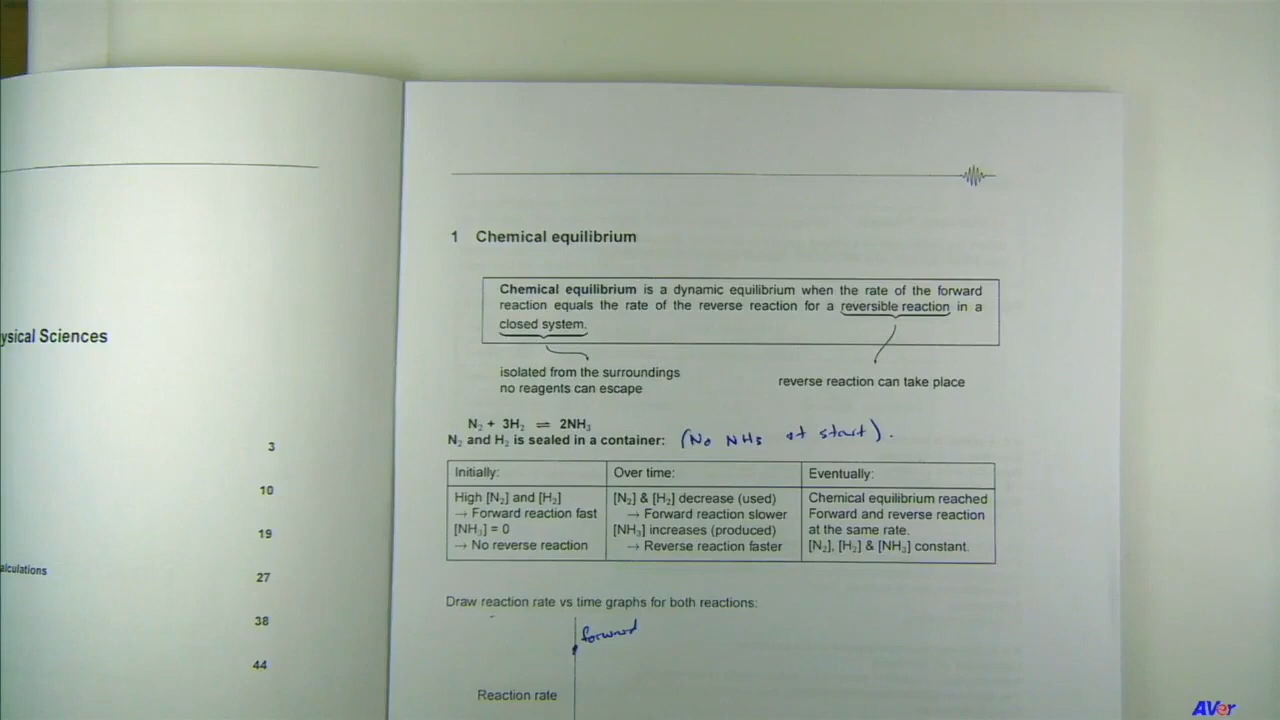 ysical Sciences
3
10
19
alculations
27
38
44
1 Chemical equilibrium
Chemical equilibrium is a dynamic equilibrium when the rate of the forward
reaction equals the rate of the reverse reaction for a reversible reaction in a
closed system.
isolated from the surroundings
no reagents can escape
reverse reaction can take place
N₂ + 3H₂ ⇌ 2NH₃
N₂ and H₂ is sealed in a container: (No NH₃ at start).
Initially:
High [N₂] and [H₂]
→ Forward reaction fast
[NH₃] = 0
→ No reverse reaction
Over time:
[N₂] & [H₂] decrease (used)
→ Forward reaction slower
[NH₃] increases (produced)
→ Reverse reaction faster
Eventually:
Chemical equilibrium reached
Forward and reverse reaction
at the same rate.
[N₂], [H₂] & [NH₃] constant.
Draw reaction rate vs time graphs for both reactions:
forward
Reaction rate
AVer